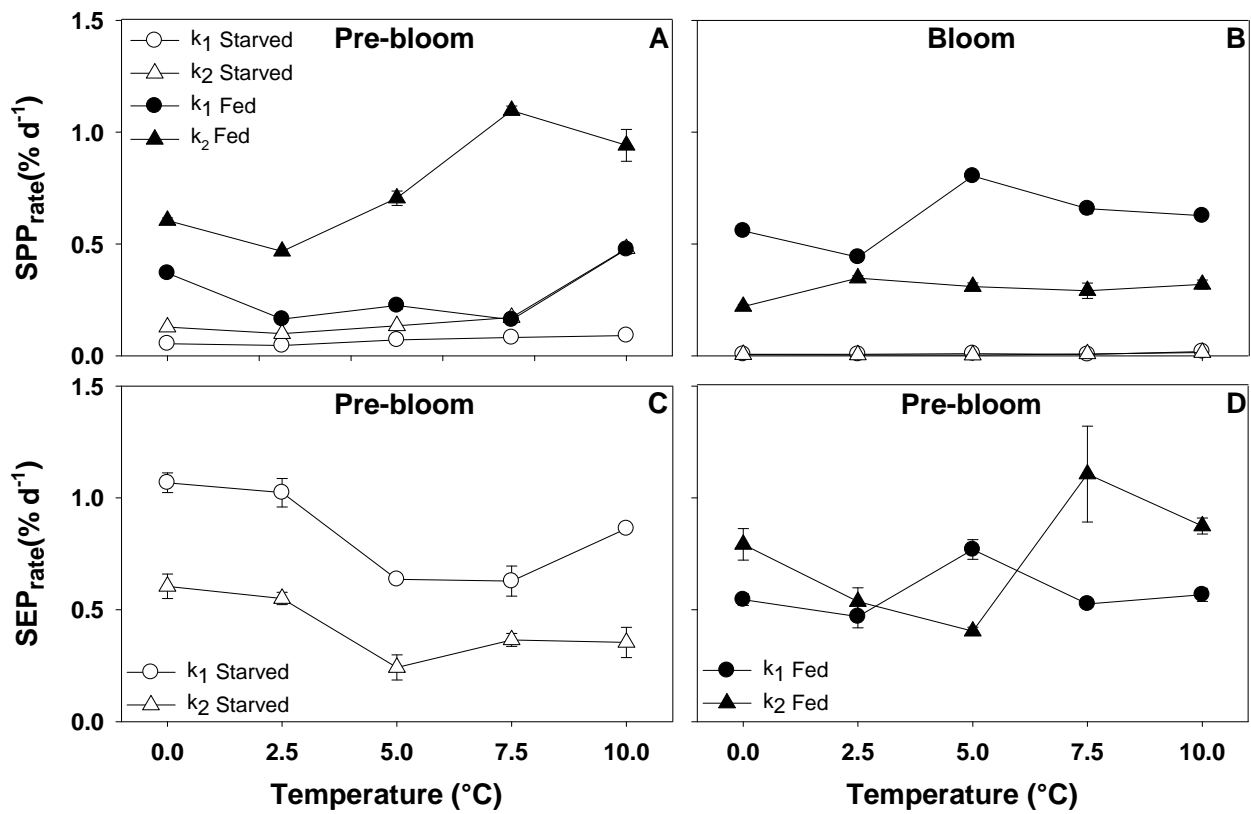 1.5
Pre-bloom
A
k1 Starved
k2 Starved
k1 Fed
k2 Fed
1.0
0.5
0.0
SPPrate(% d-1)
Bloom
B
1.5
Pre-bloom
C
1.0
0.5
0.0
SEPrate(% d-1)
k1 Starved
k2 Starved
0.0 2.5 5.0 7.5 10.0
Temperature (°C)
Pre-bloom
D
k1 Fed
k2 Fed
0.0 2.5 5.0 7.5 10.0
Temperature (°C)